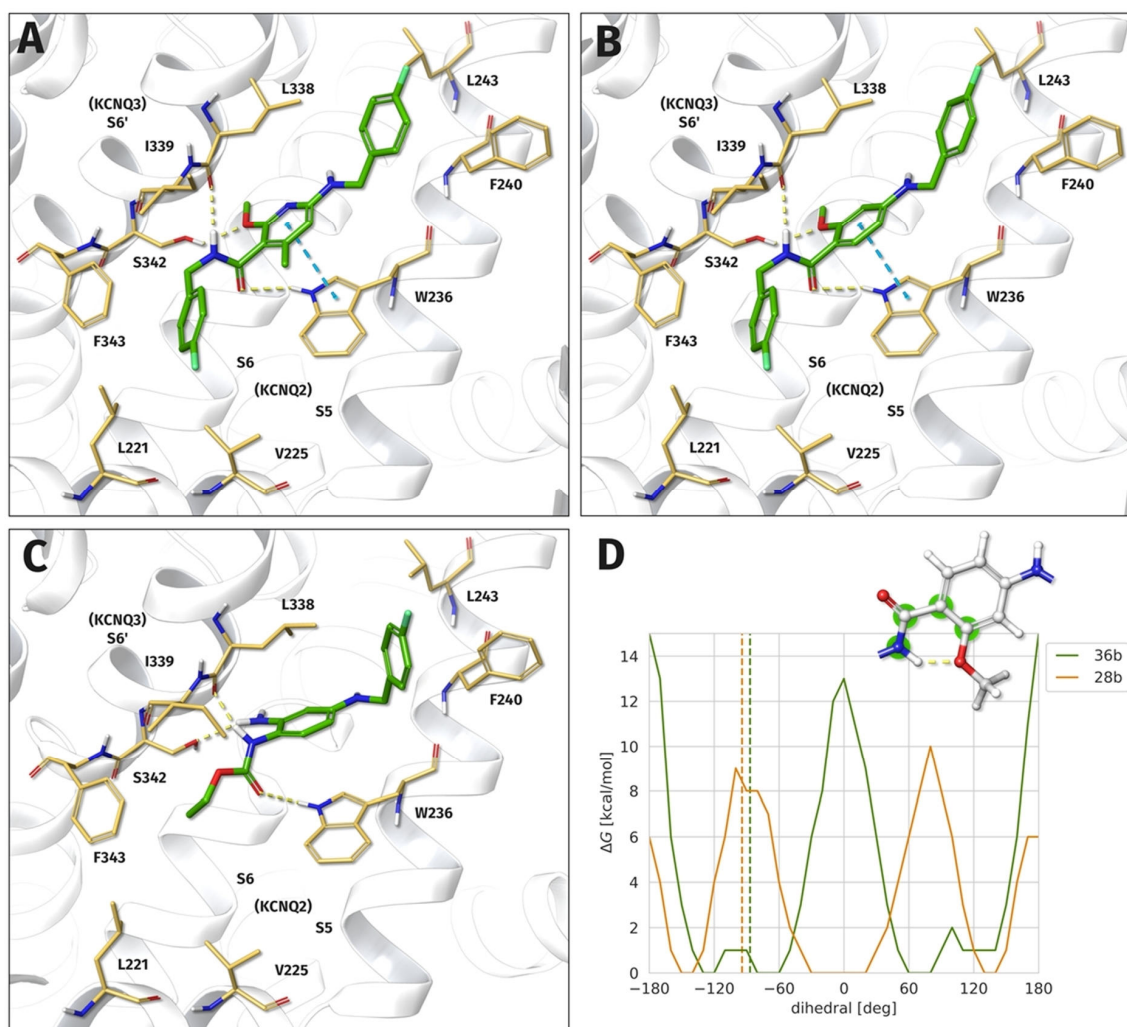 A
(KCNQ3)
S6'
L338
L243
I339
F240
S342
W236
F343
S6
(KCNQ2)
S5
L221
V225
B
(KCNQ3)
S6'
L338
L243
I339
F240
S342
W236
F343
S6
(KCNQ2)
S5
L221
V225
C
(KCNQ3)
S6'
L338
L243
I339
F240
S342
W236
F343
S6
(KCNQ2)
S5
L221
V225
D
36b
28b
14
12
10
8
6
4
2
0
ΔG [kcal/mol]
−180 −120 −60 0 60 120 180
dihedral [deg]